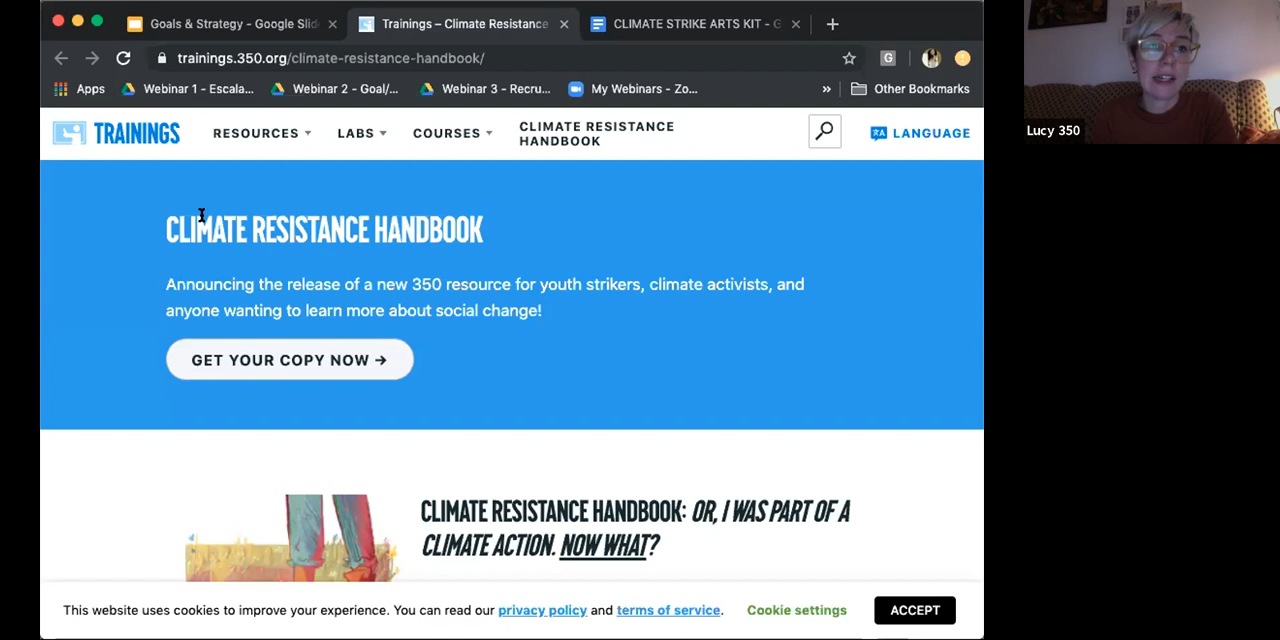 Goals & Strategy - Google Slid
Trainings – Climate Resistance
CLIMATE STRIKE ARTS KIT - G
trainings.350.org/climate-resistance-handbook/
G
Apps
Webinar 1 - Escala...
Webinar 2 - Goal/...
Webinar 3 - Recru...
My Webinars - Zo...
»
Other Bookmarks
TRAININGS
RESOURCES
LABS
COURSES
CLIMATE RESISTANCE
HANDBOOK
LANGUAGE
Lucy 350
CLIMATE RESISTANCE HANDBOOK
Announcing the release of a new 350 resource for youth strikers, climate activists, and
anyone wanting to learn more about social change!
GET YOUR COPY NOW →
CLIMATE RESISTANCE HANDBOOK: OR, I WAS PART OF A
CLIMATE ACTION. NOW WHAT?
This website uses cookies to improve your experience. You can read our privacy policy and terms of service.
Cookie settings
ACCEPT